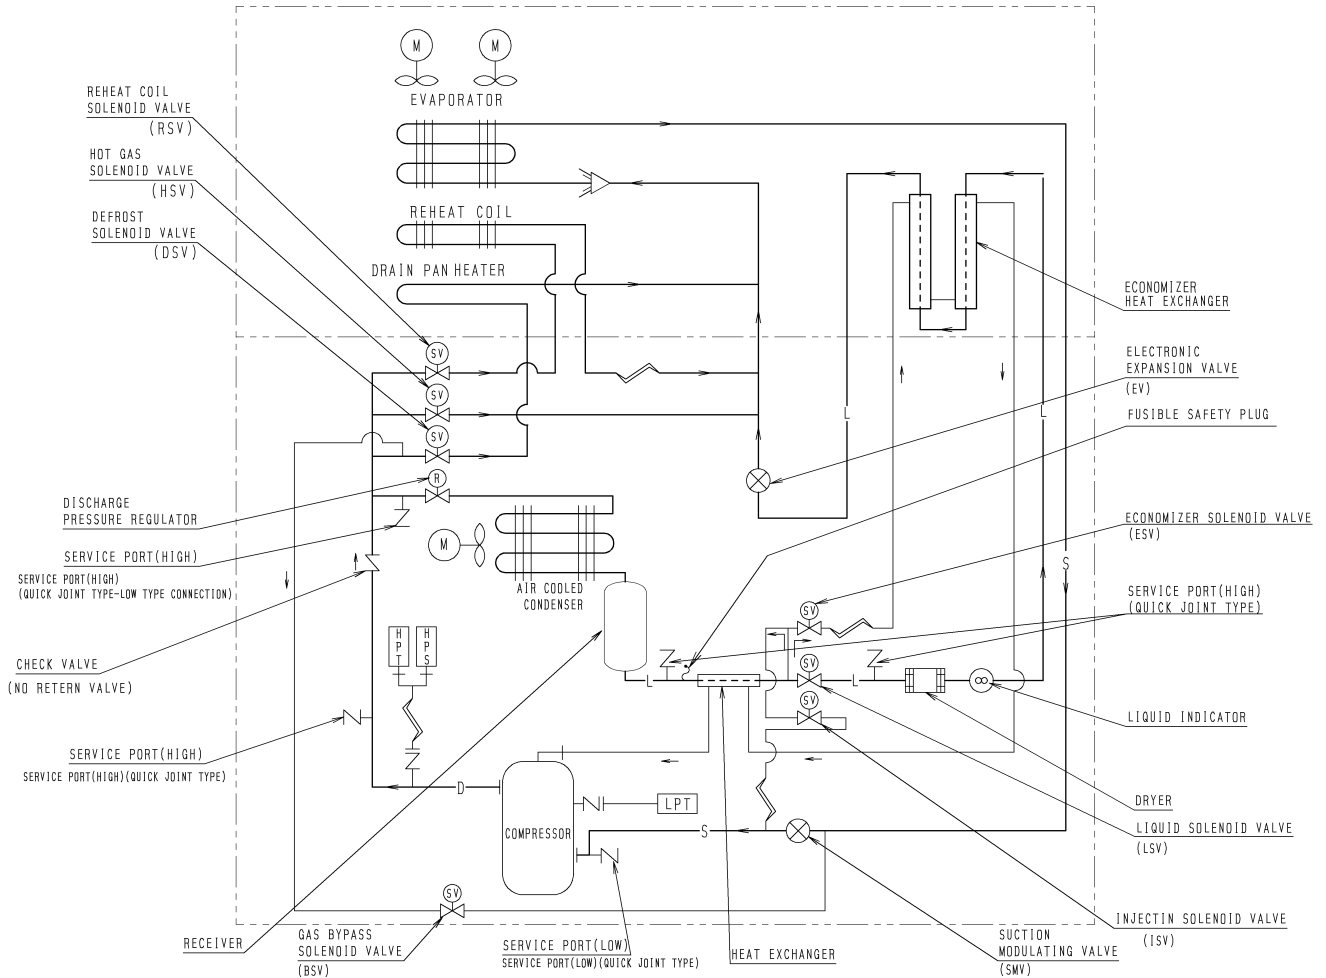 M
M
EVAPORATOR
REHEAT COIL
SOLENOID VALVE
(RSV)
HOT GAS
SOLENOID VALVE
(HSV)
DEFROST
SOLENOID VALVE
(DSV)
REHEAT COIL
DRAIN PAN HEATER
ECONOMIZER
HEAT EXCHANGER
SV
SV
SV
R
ELECTRONIC
EXPANSION VALVE
(EV)
FUSIBLE SAFETY PLUG
L
L
DISCHARGE
PRESSURE REGULATOR
SERVICE PORT(HIGH)
SERVICE PORT(HIGH)
(QUICK JOINT TYPE-LOW TYPE CONNECTION)
M
AIR COOLED
CONDENSER
ECONOMIZER SOLENOID VALVE
(ESV)
S
SERVICE PORT(HIGH)
(QUICK JOINT TYPE)
SV
HPT
HPS
CHECK VALVE
(NO RETERN VALVE)
L
SV
L
SV
LIQUID INDICATOR
SERVICE PORT(HIGH)
SERVICE PORT(HIGH)(QUICK JOINT TYPE)
D
COMPRESSOR
LPT
S
DRYER
LIQUID SOLENOID VALVE
(LSV)
SV
RECEIVER
GAS BYPASS
SOLENOID VALVE
(BSV)
SERVICE PORT(LOW)
SERVICE PORT(LOW)(QUICK JOINT TYPE)
HEAT EXCHANGER
SUCTION
MODULATING VALVE
(SMV)
INJECTIN SOLENOID VALVE
(ISV)